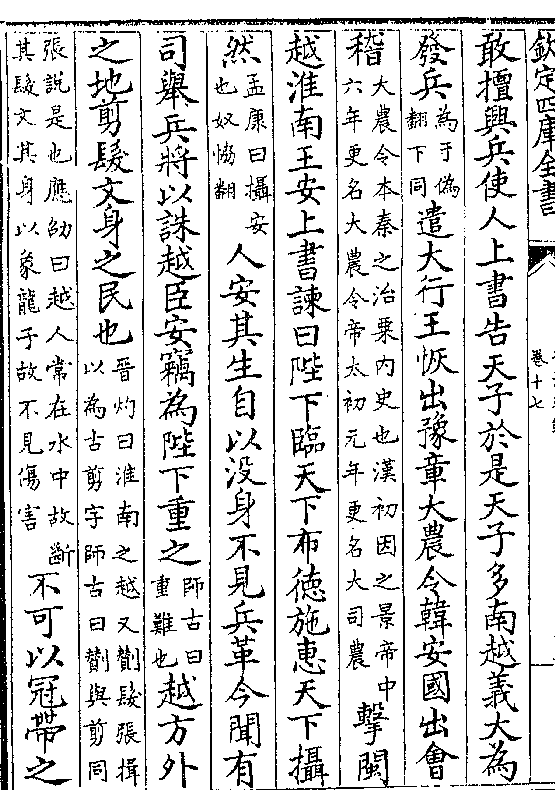 欽定四庫全書
卷十七
敢擅興兵使人上書告天子於是天子多南越義大為
發兵為于偽翻下同遣大行王恢出豫章大農令韓安國出會
稽大農令本秦之治粟内史也漢初因之景帝中六年更名大農令帝太初元年更名大司農擊閩
越淮南王安上書諫曰陛下臨天下布徳施惠天下攝
然孟康曰攝安也奴恊翻人安其生自以没身不見兵革今聞有
司舉兵將以誅越臣安竊為陛下重之師古曰重難也越方外
之地剪髮文身之民也晉灼曰淮南之越又劗髮張揖以為古剪字師古曰劗與剪同
張説是也應劭曰越人常在水中故斷其髮文其身以象龍子故不見傷害不可以冠帶之